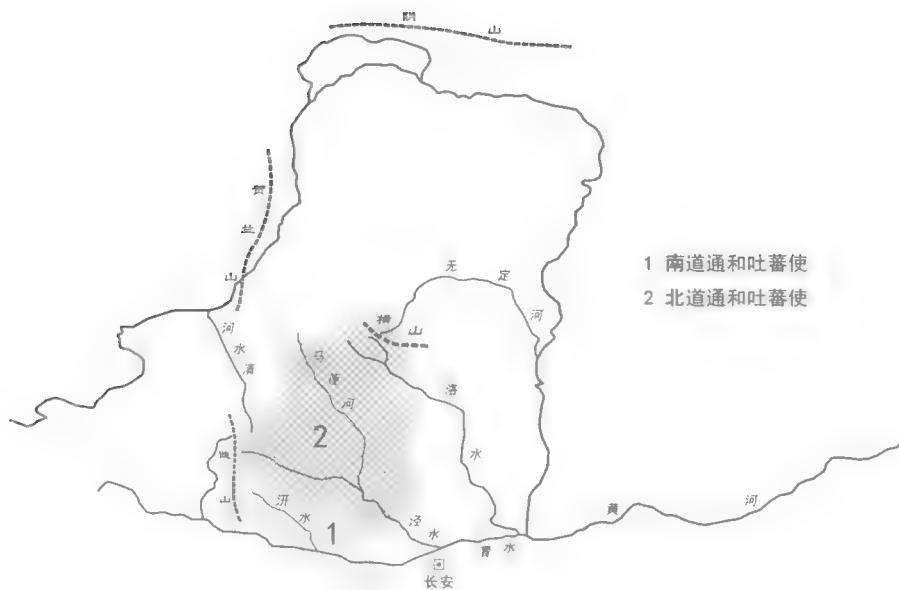 阴山
贺兰山
1 南道通和吐蕃使
2 北道通和吐蕃使
无定河
横山
清水河
马莲河
洛水
2
陇山
汧水
1
泾水
渭水
黄河
长安